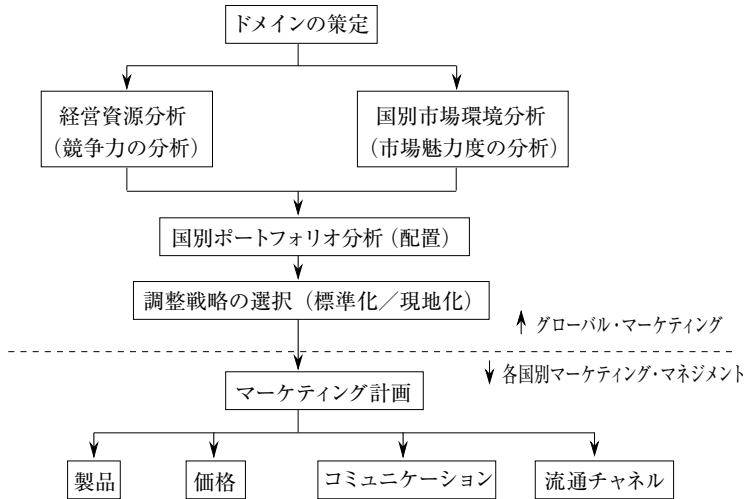 ドメインの策定
経営資源分析
(競争力の分析)
国別市場環境分析
(市場魅力度の分析)
国別ポートフォリオ分析(配置)
調整戦略の選択(標準化／現地化)
グローバル・マーケティング
各国別マーケティング・マネジメント
マーケティング計画
製品
価格
コミュニケーション
流通チャネル